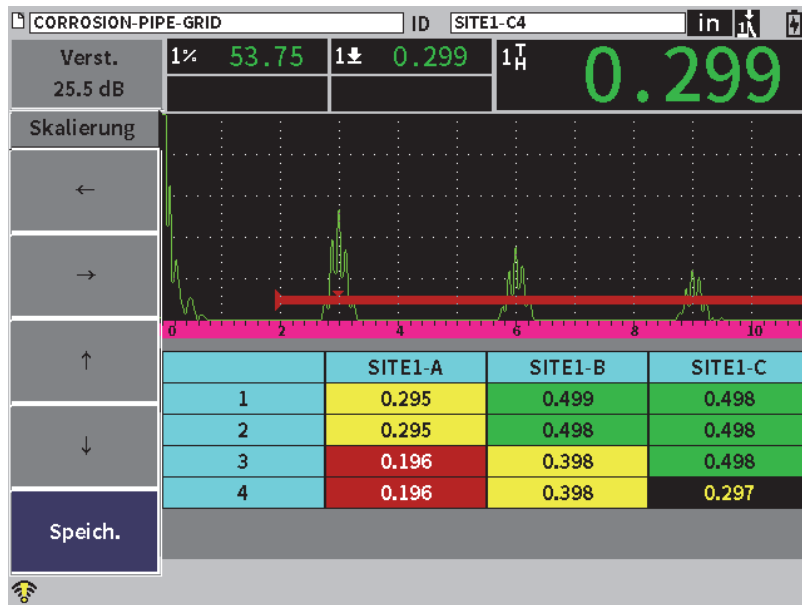 CORROSION-PIPE-GRID ID SITE1-C4 in
Verst.
25.5 dB
1% 53.75 1 0.299 1TH 0.299
Skalierung
←
→
↑
↓
Speich.
0 2 4 6 8 10
SITE1-A SITE1-B SITE1-C
1 0.295 0.499 0.498
2 0.295 0.498 0.498
3 0.196 0.398 0.498
4 0.196 0.398 0.297